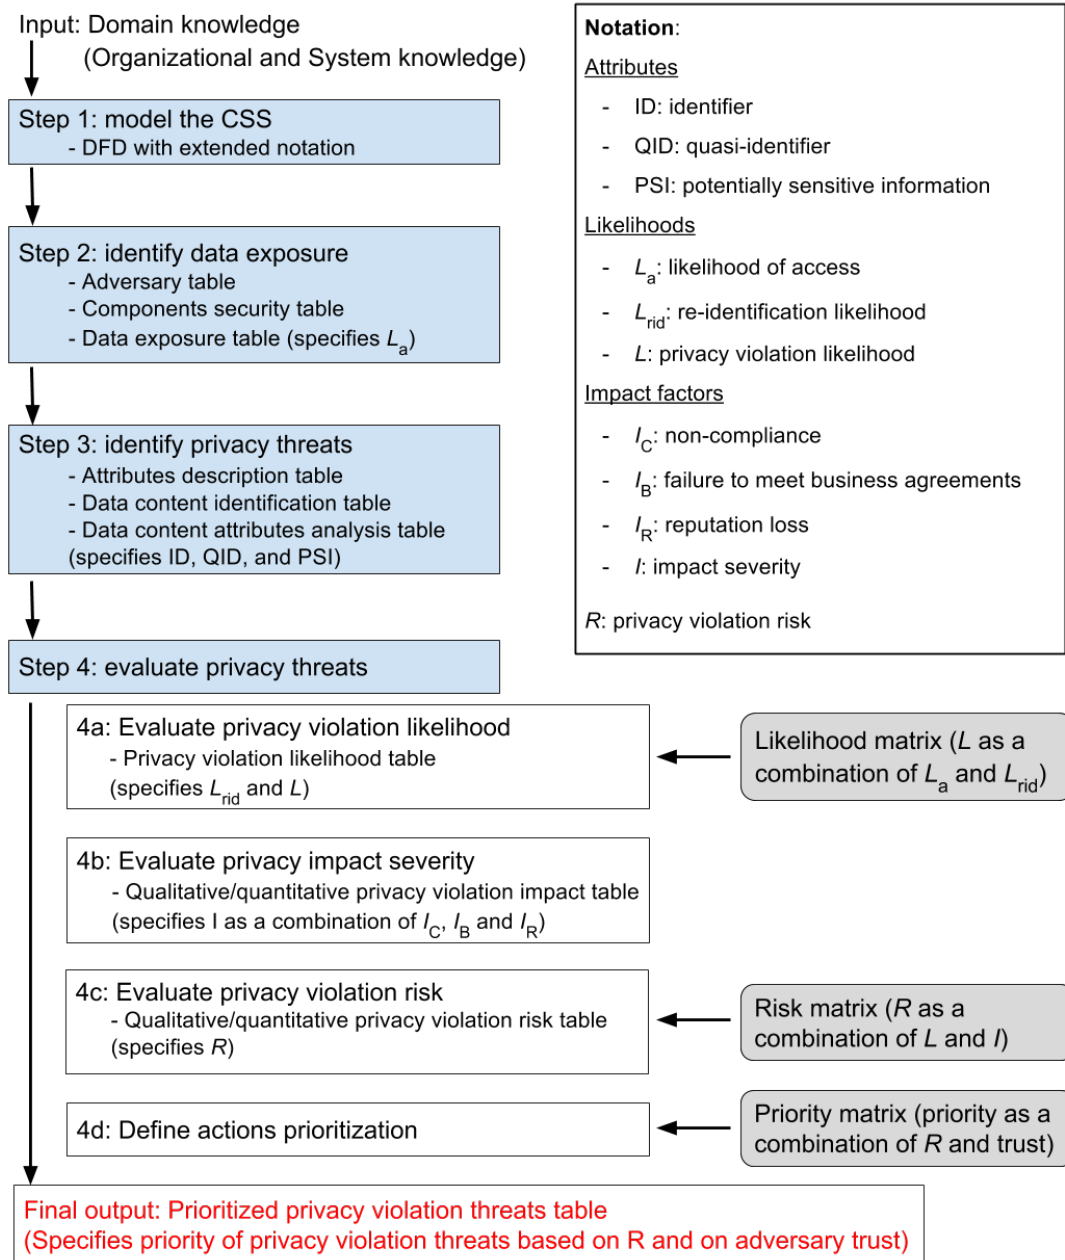 Input: Domain knowledge
(Organizational and System knowledge)
Step 1: model the CSS
- DFD with extended notation
Step 2: identify data exposure
- Adversary table
- Components security table
- Data exposure table (specifies La)
Step 3: identify privacy threats
- Attributes description table
- Data content identification table
- Data content attributes analysis table
(specifies ID, QID, and PSI)
Step 4: evaluate privacy threats
Notation:
Attributes
- ID: identifier
- QID: quasi-identifier
- PSI: potentially sensitive information
Likelihoods
- La: likelihood of access
- Lrid: re-identification likelihood
- L: privacy violation likelihood
Impact factors
- IC: non-compliance
- IB: failure to meet business agreements
- IR: reputation loss
- I: impact severity
R: privacy violation risk
4a: Evaluate privacy violation likelihood
- Privacy violation likelihood table
(specifies Lrid and L)
Likelihood matrix (L as a
combination of La and Lrid)
4b: Evaluate privacy impact severity
- Qualitative/quantitative privacy violation impact table
(specifies I as a combination of IC, IB and IR)
4c: Evaluate privacy violation risk
- Qualitative/quantitative privacy violation risk table
(specifies R)
Risk matrix (R as a
combination of L and I)
4d: Define actions prioritization
Priority matrix (priority as a
combination of R and trust)
Final output: Prioritized privacy violation threats table
(Specifies priority of privacy violation threats based on R and on adversary trust)